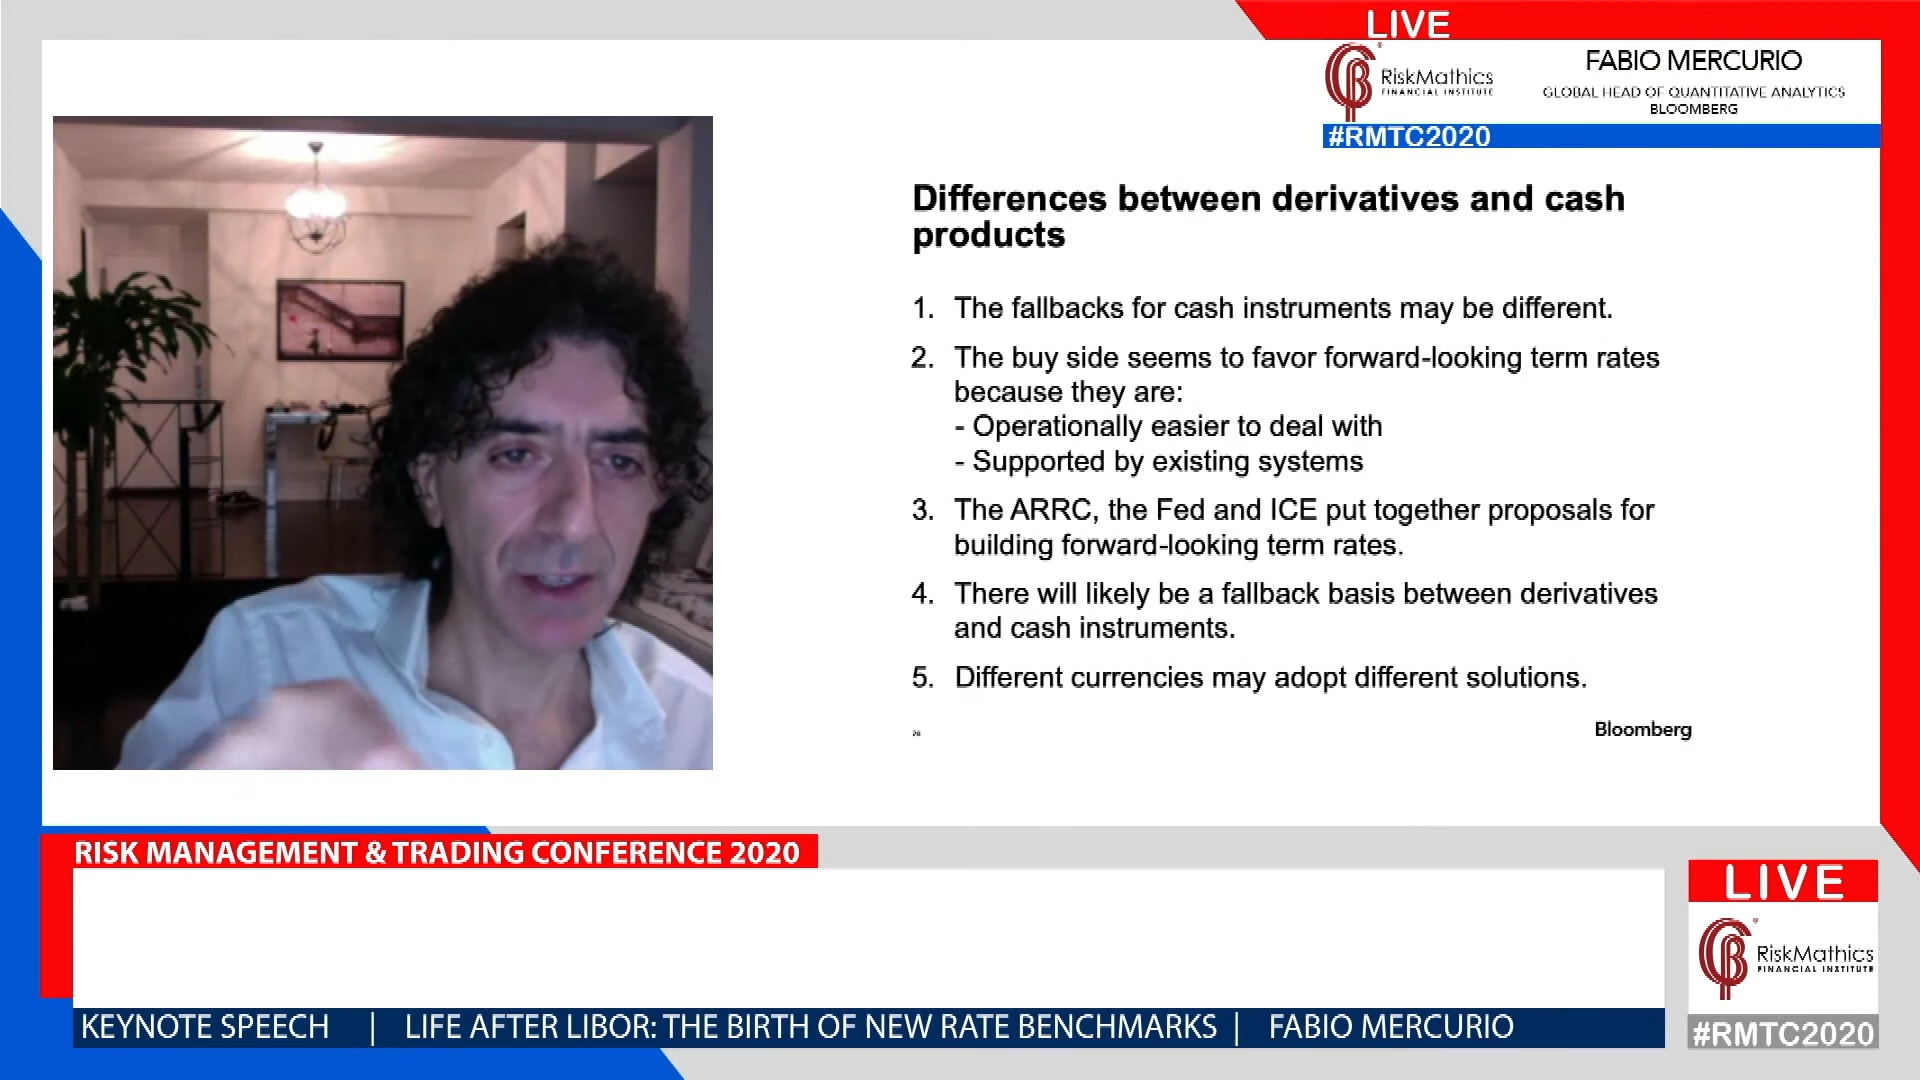 LIVE
RiskMathics
FINANCIAL INSTITUTE
FABIO MERCURIO
GLOBAL HEAD OF QUANTITATIVE ANALYTICS
BLOOMBERG
#RMTC2020
Differences between derivatives and cash
products
1. The fallbacks for cash instruments may be different.
2. The buy side seems to favor forward-looking term rates
because they are:
- Operationally easier to deal with
- Supported by existing systems
3. The ARRC, the Fed and ICE put together proposals for
building forward-looking term rates.
4. There will likely be a fallback basis between derivatives
and cash instruments.
5. Different currencies may adopt different solutions.
Bloomberg
RISK MANAGEMENT & TRADING CONFERENCE 2020
LIVE
RiskMathics
FINANCIAL INSTITUTE
#RMTC2020
KEYNOTE SPEECH | LIFE AFTER LIBOR: THE BIRTH OF NEW RATE BENCHMARKS | FABIO MERCURIO